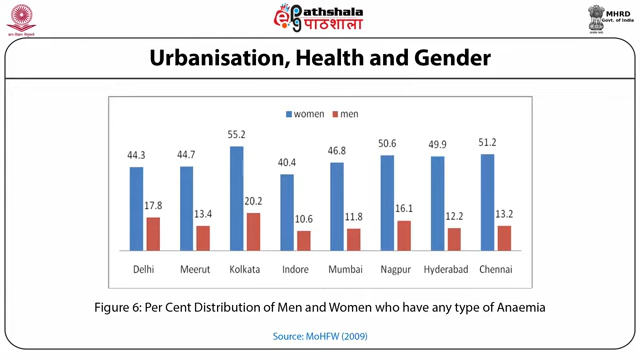 Pathshala
पाठशाला
MHRD
Govt. of India
Urbanisation, Health and Gender
women men
44.3 17.8 44.7 13.4 55.2 20.2 40.4 10.6 46.8 11.8 50.6 16.1 49.9 12.2 51.2 13.2
Delhi Meerut Kolkata Indore Mumbai Nagpur Hyderabad Chennai
Figure 6: Per Cent Distribution of Men and Women who have any type of Anaemia
Source: MoHFW (2009)